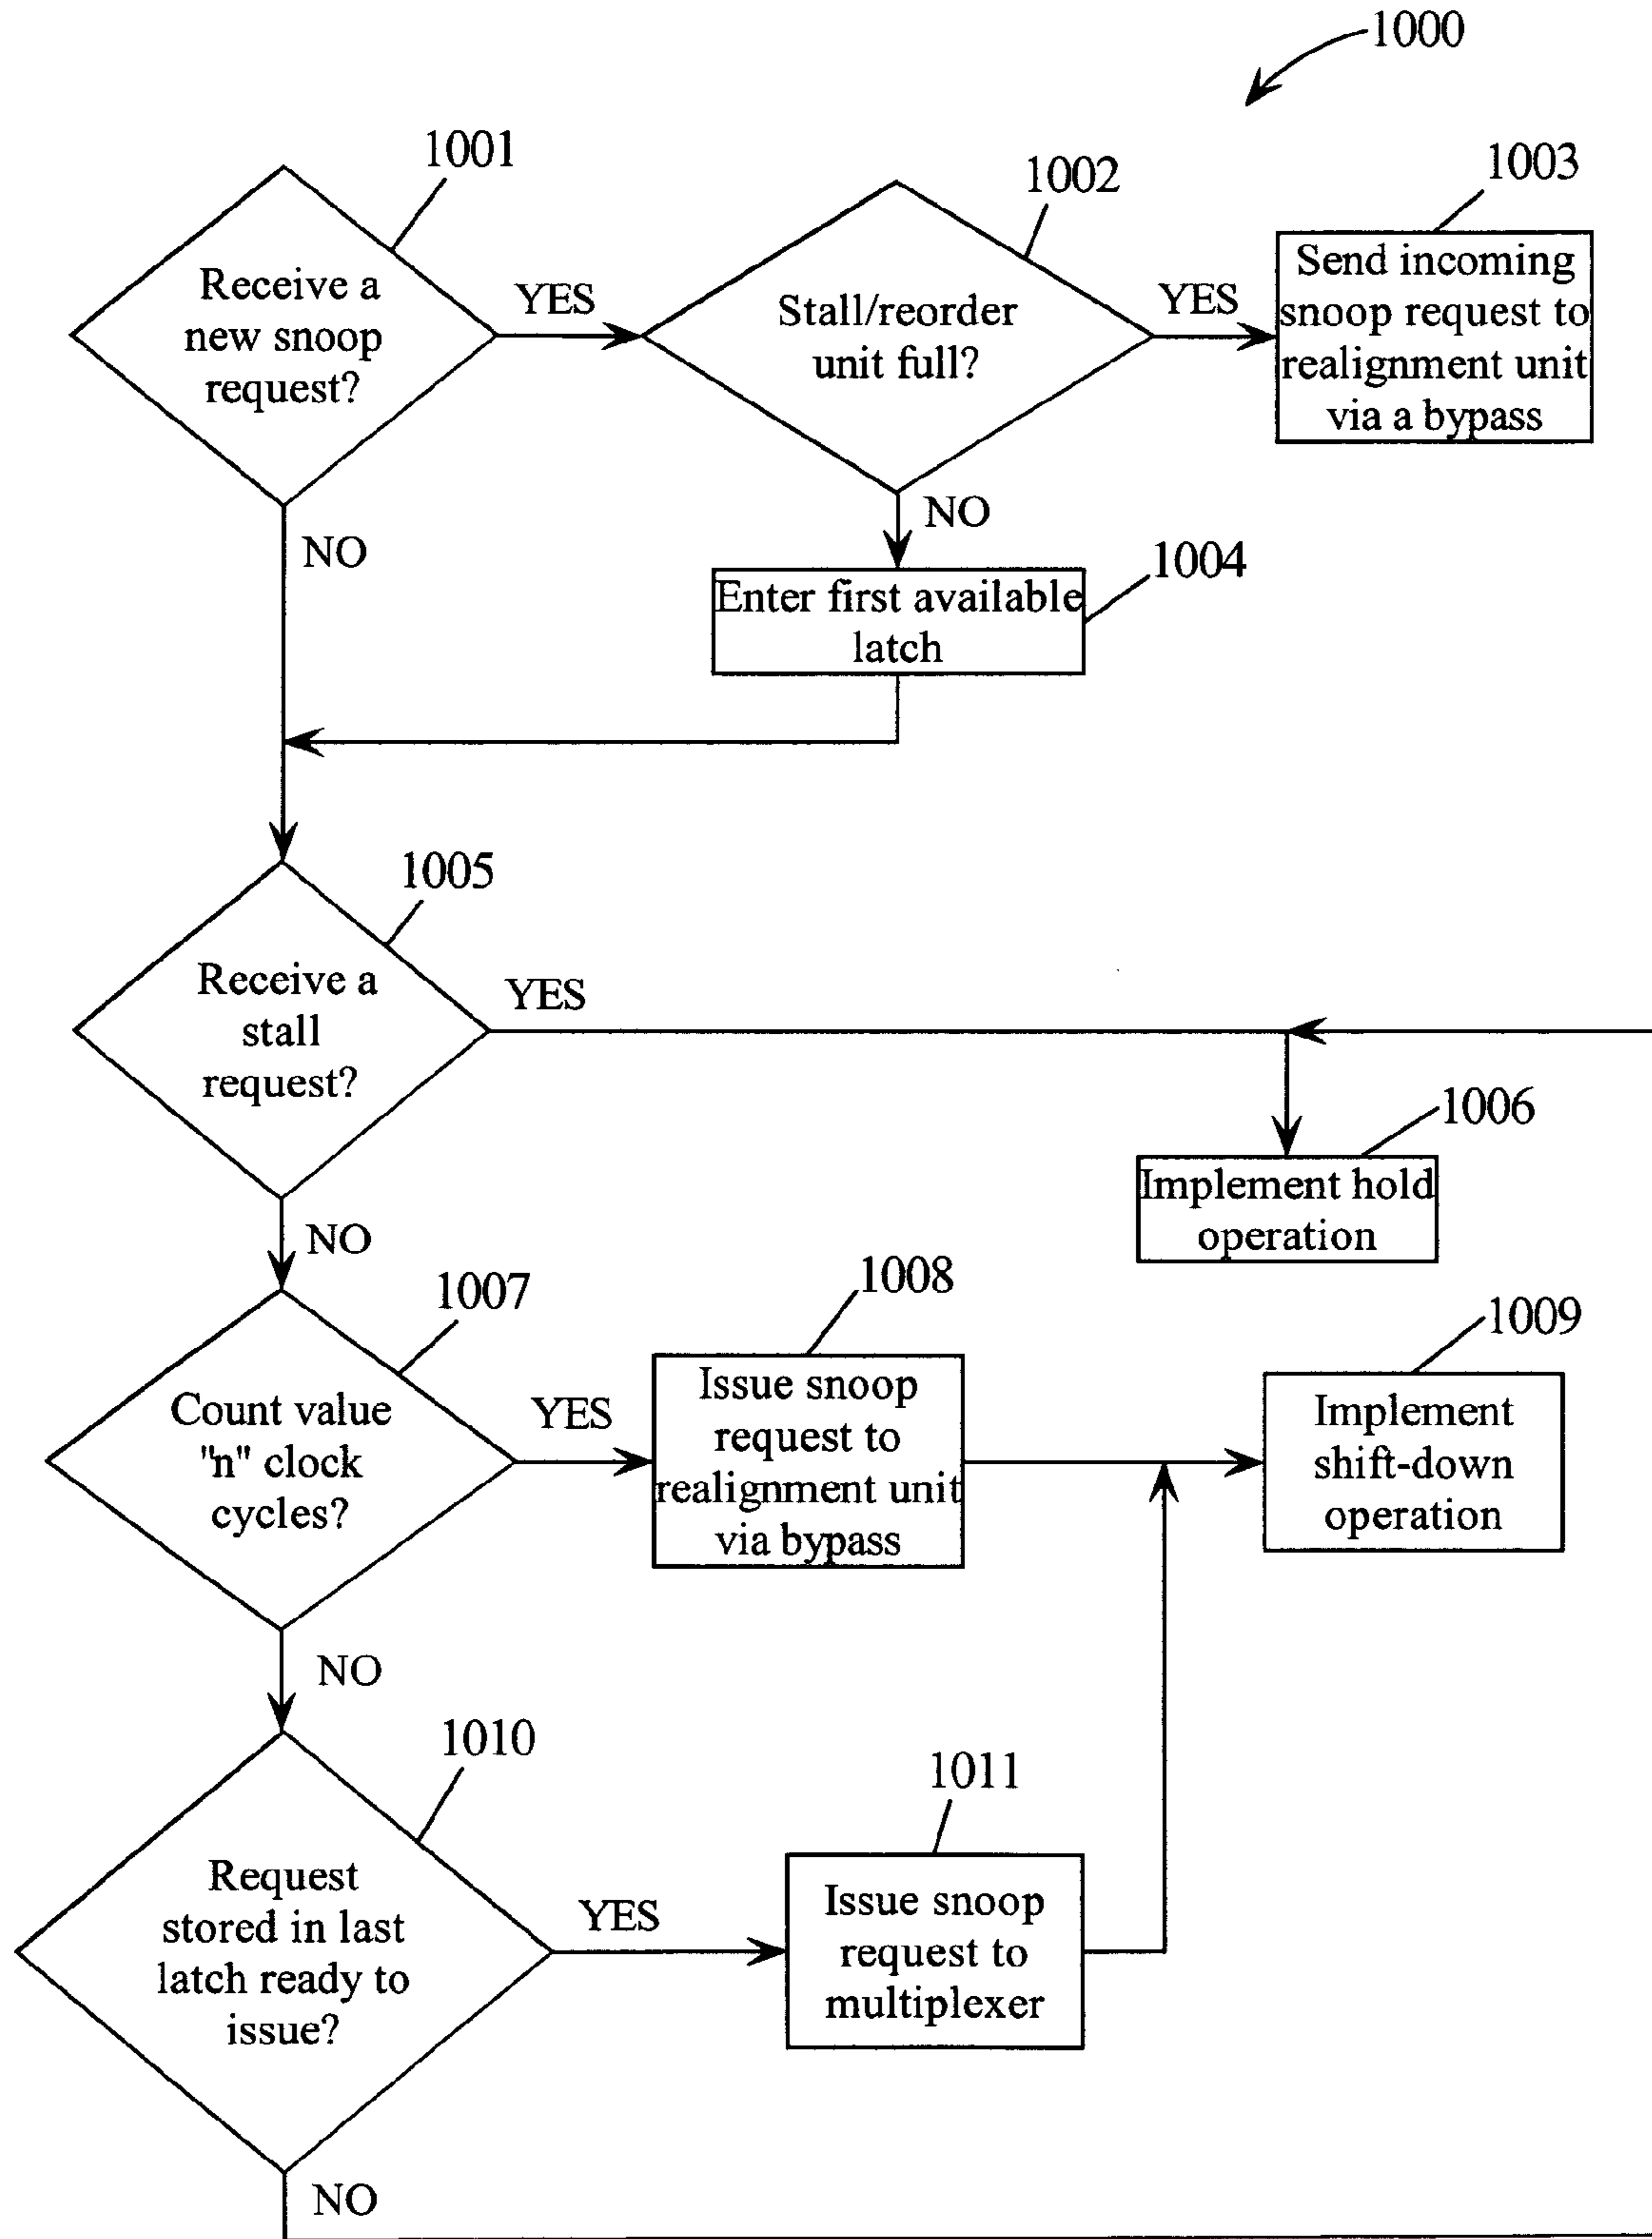 1000
1001
1002
1003
Receive a
new snoop
request?
YES
Stall/reorder
unit full?
YES
Send incoming
snoop request to
realignment unit
via a bypass
NO
NO
1004
Enter first available
latch
1005
Receive a
stall
request?
YES
1006
Implement hold
operation
NO
1007
1008
1009
Count value
"n" clock
cycles?
YES
Issue snoop
request to
realignment unit
via bypass
Implement
shift-down
operation
NO
1010
1011
Request
stored in last
latch ready to
issue?
YES
Issue snoop
request to
multiplexer
NO